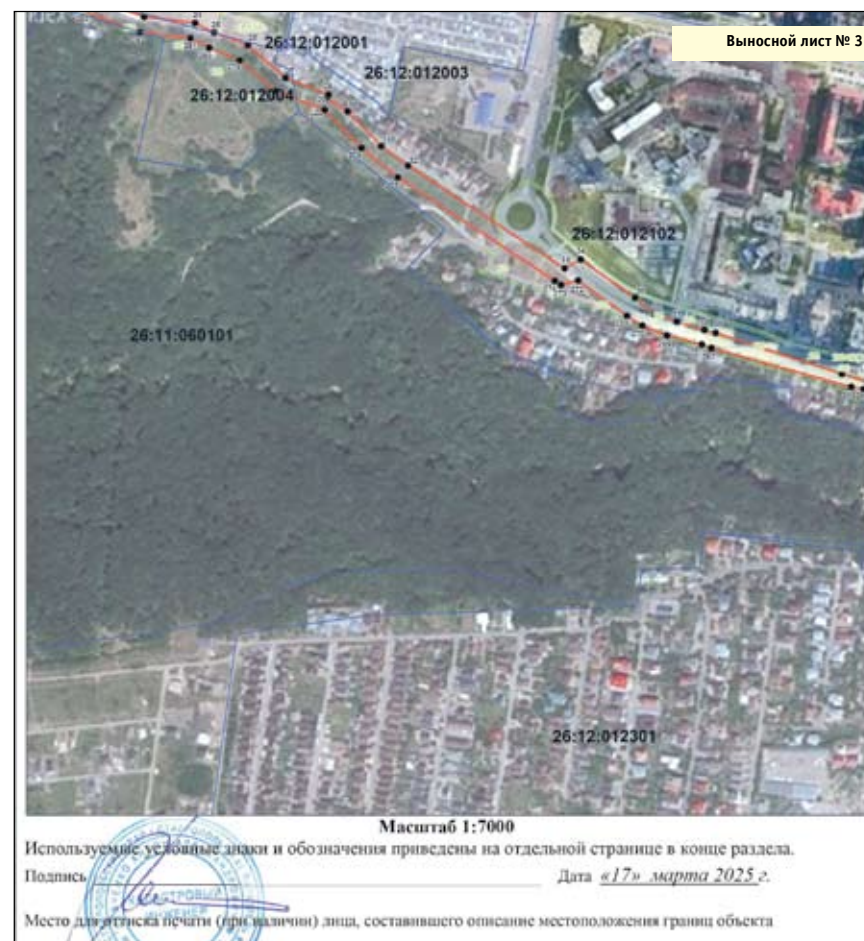 Выносной лист № 3
26:12:012001
26:12:012003
26:12:012004
26:12:012102
26:11:060101
26:12:012301
Масштаб 1:7000
Используемые условные знаки и обозначения приведены на отдельной странице в конце раздела.
Подпись Дата «17» марта 2025 г.
Место для оттиска печати (при наличии) лица, составившего описание местоположения границ объекта
ИНЖЕНЕР